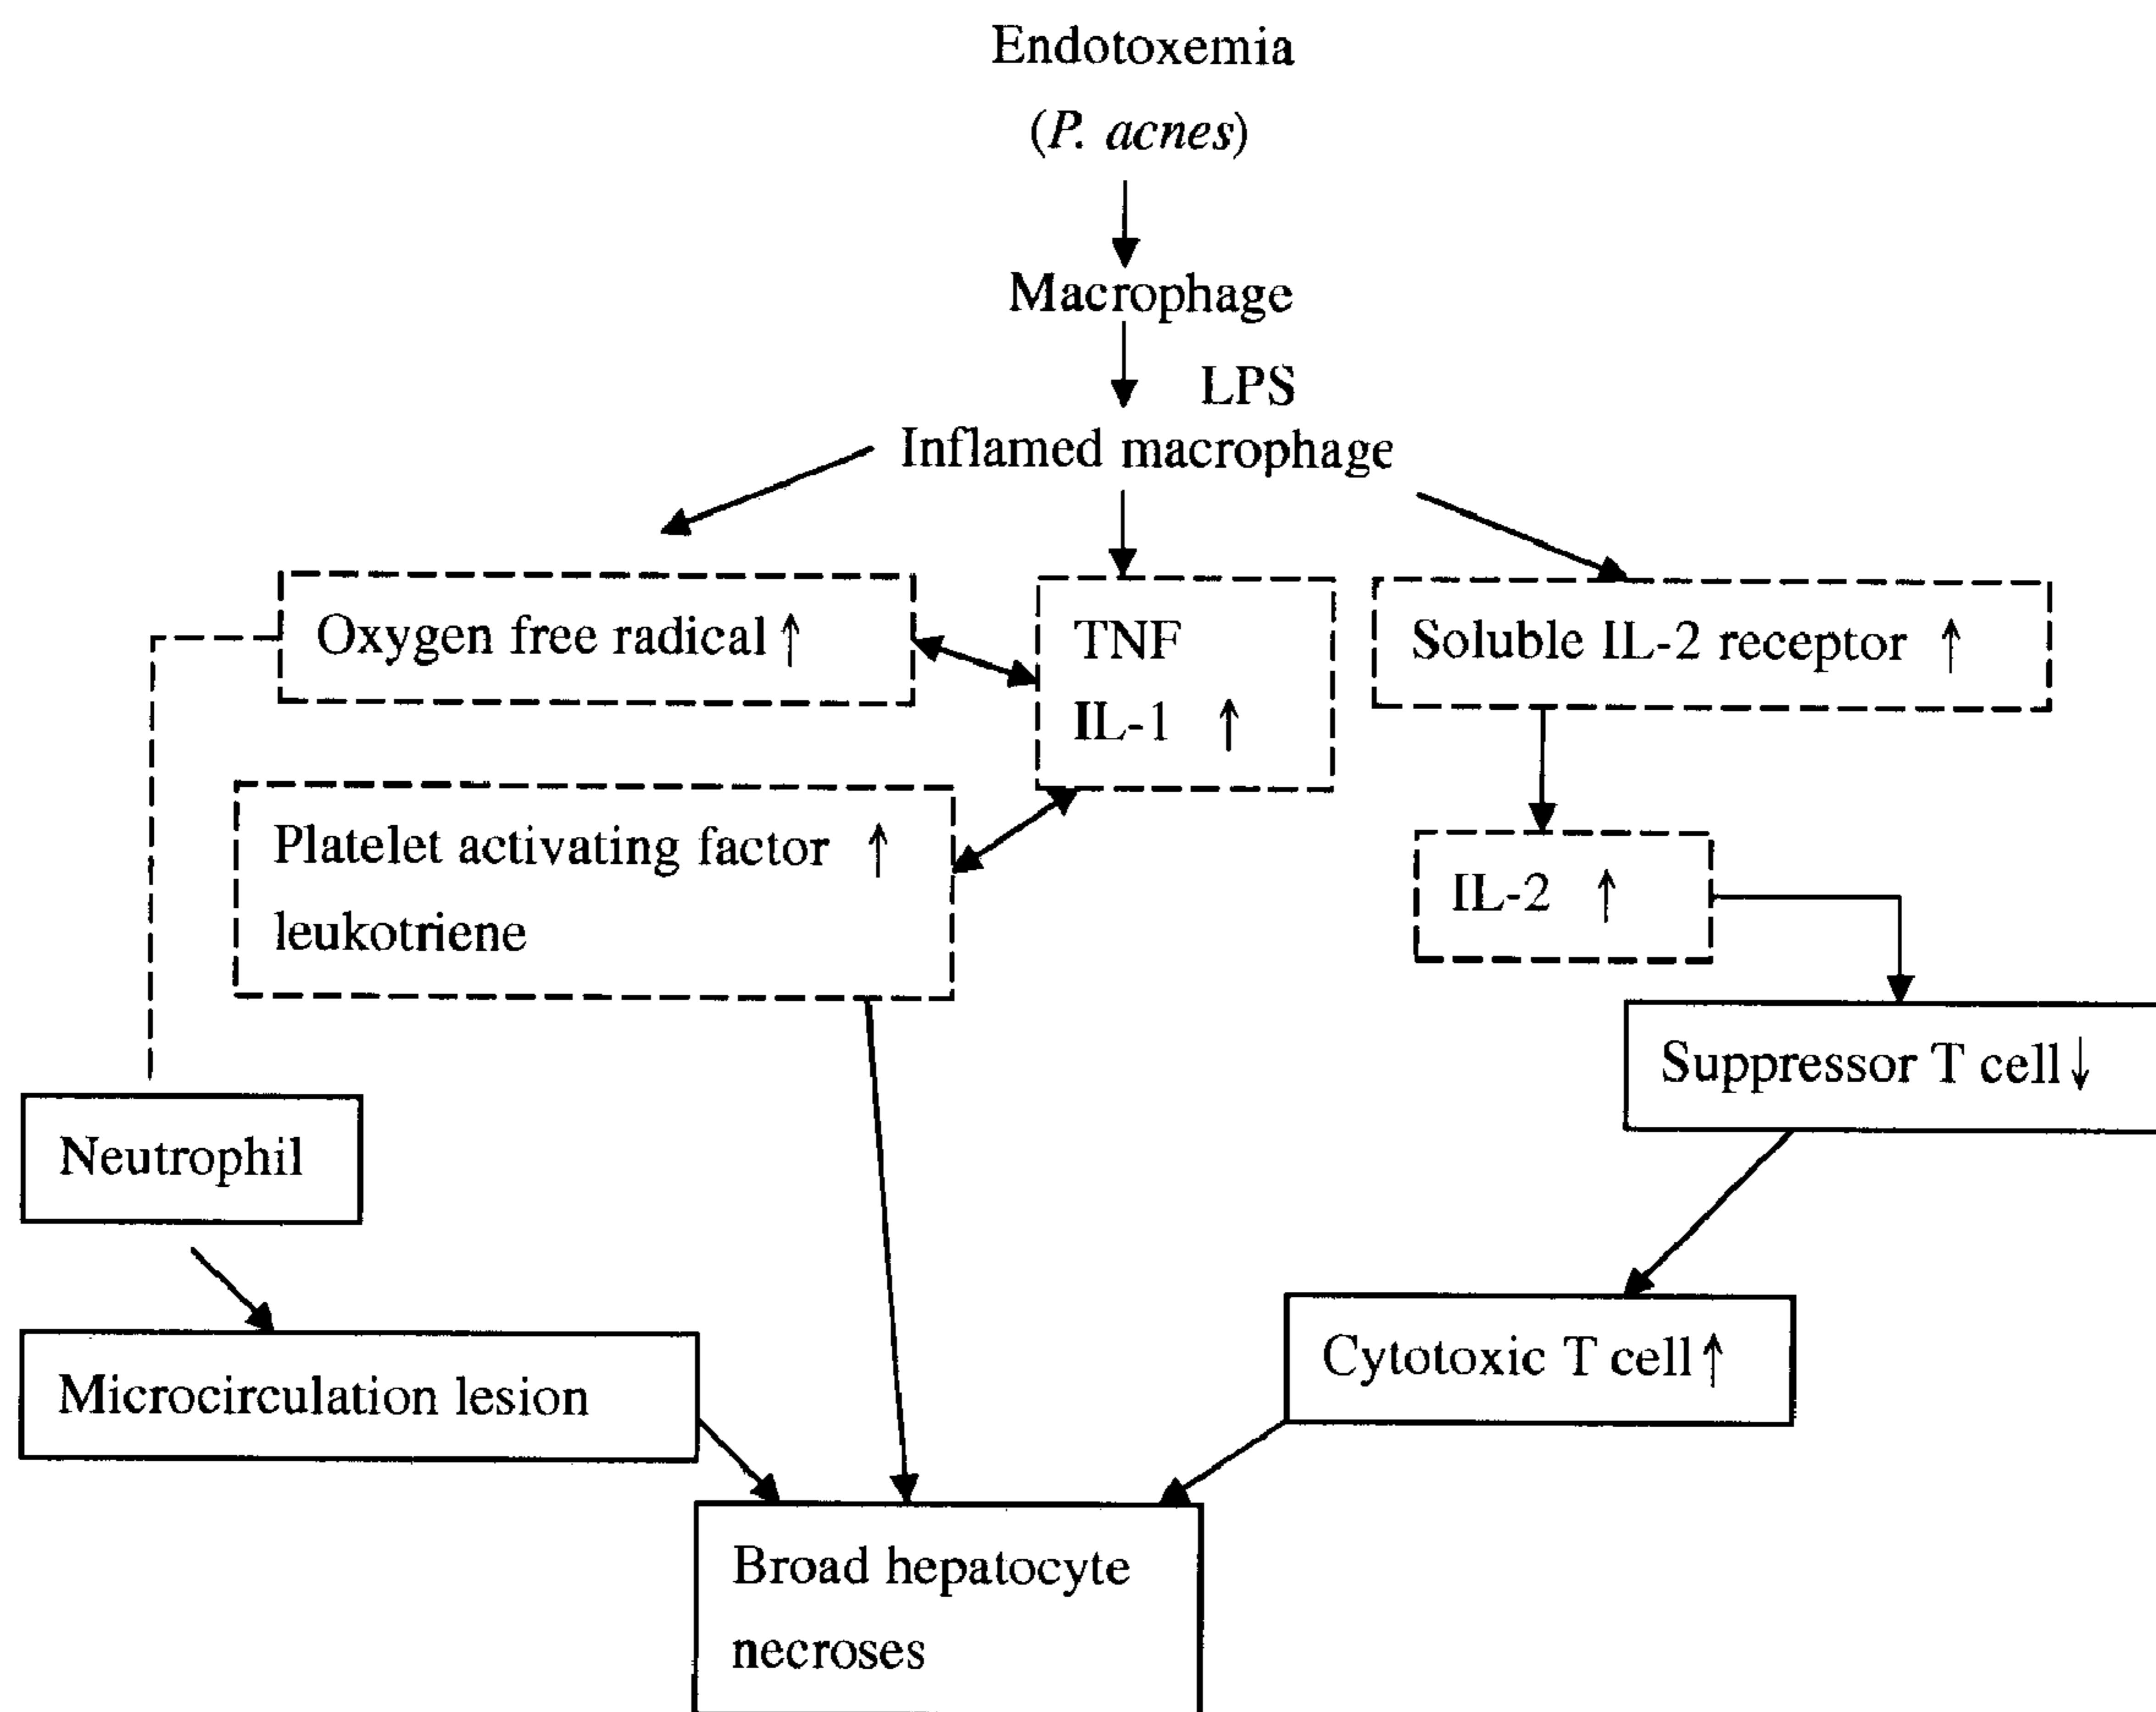 Endotoxemia
(P. acnes)
Macrophage
LPS
Inflamed macrophage
Oxygen free radical ↑
TNF
IL-1 ↑
Soluble IL-2 receptor ↑
Platelet activating factor ↑
leukotriene
IL-2 ↑
Suppressor T cell ↓
Neutrophil
Cytotoxic T cell ↑
Microcirculation lesion
Broad hepatocyte
necroses